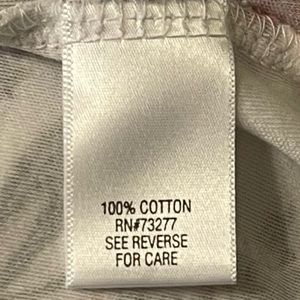 100% COTTON
RN#73277
SEE REVERSE
FOR CARE